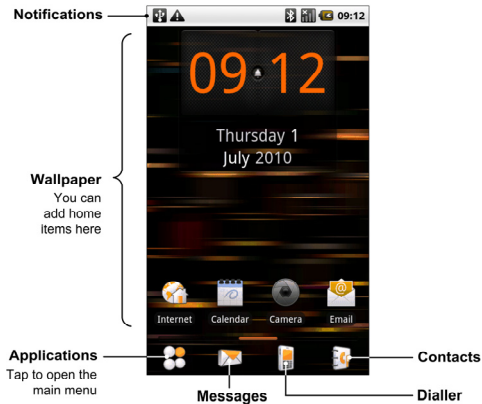 Notifications
09:12
09 12
Thursday 1
July 2010
Wallpaper
You can
add home
items here
Internet Calendar Camera Email
Applications
Tap to open the
main menu
Contacts
Messages
Dialler